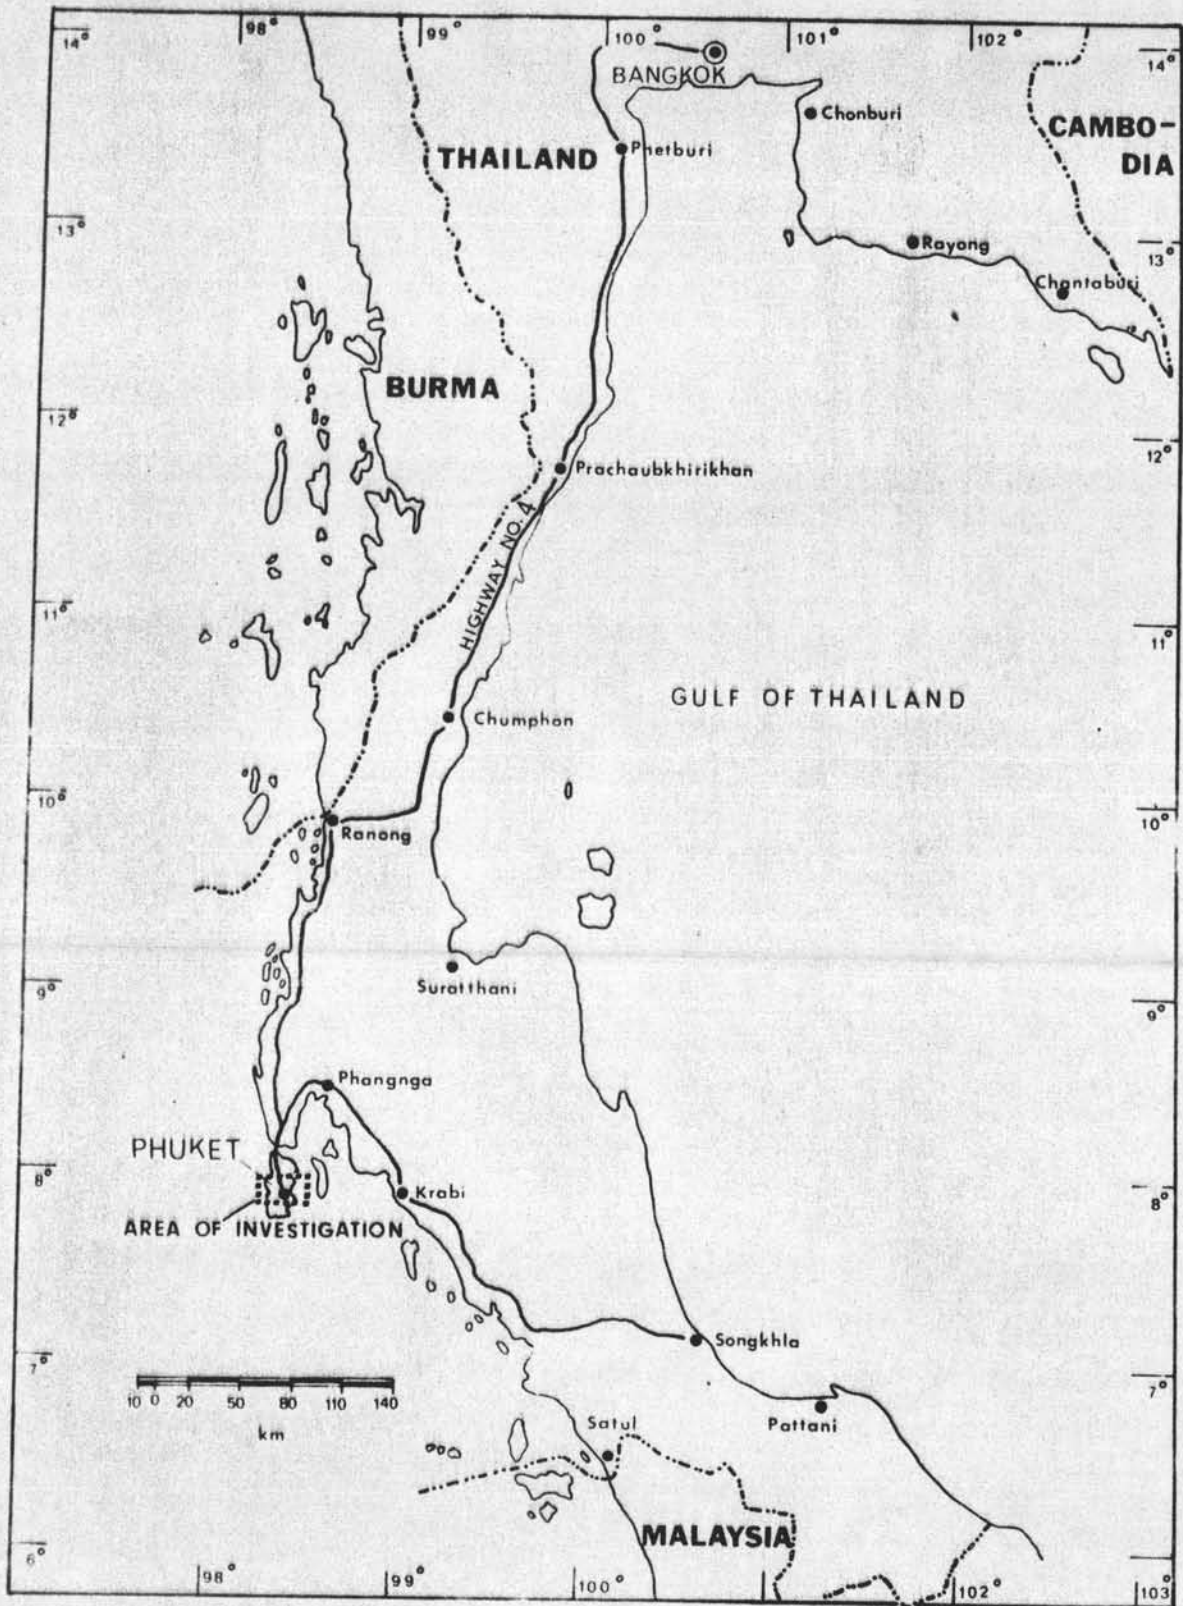 98° 99° 100° 101° 102°
14° 14°
BANGKOK
Chonburi
CAMBO-
DIA
THAILAND
Phetburi
13° 13°
Rayong
Chantaburi
BURMA
12° 12°
Prachaubkhirikhan
HIGHWAY NO. 4
11° 11°
GULF OF THAILAND
Chumphon
10° 10°
Ranong
Suratthani
9° 9°
Phangnga
PHUKET
8° 8°
Krabi
AREA OF INVESTIGATION
Songkhla
7° 7°
10 0 20 50 80 110 140
km
Satul
Pattani
MALAYSIA
6°
98° 99° 100° 102° 103